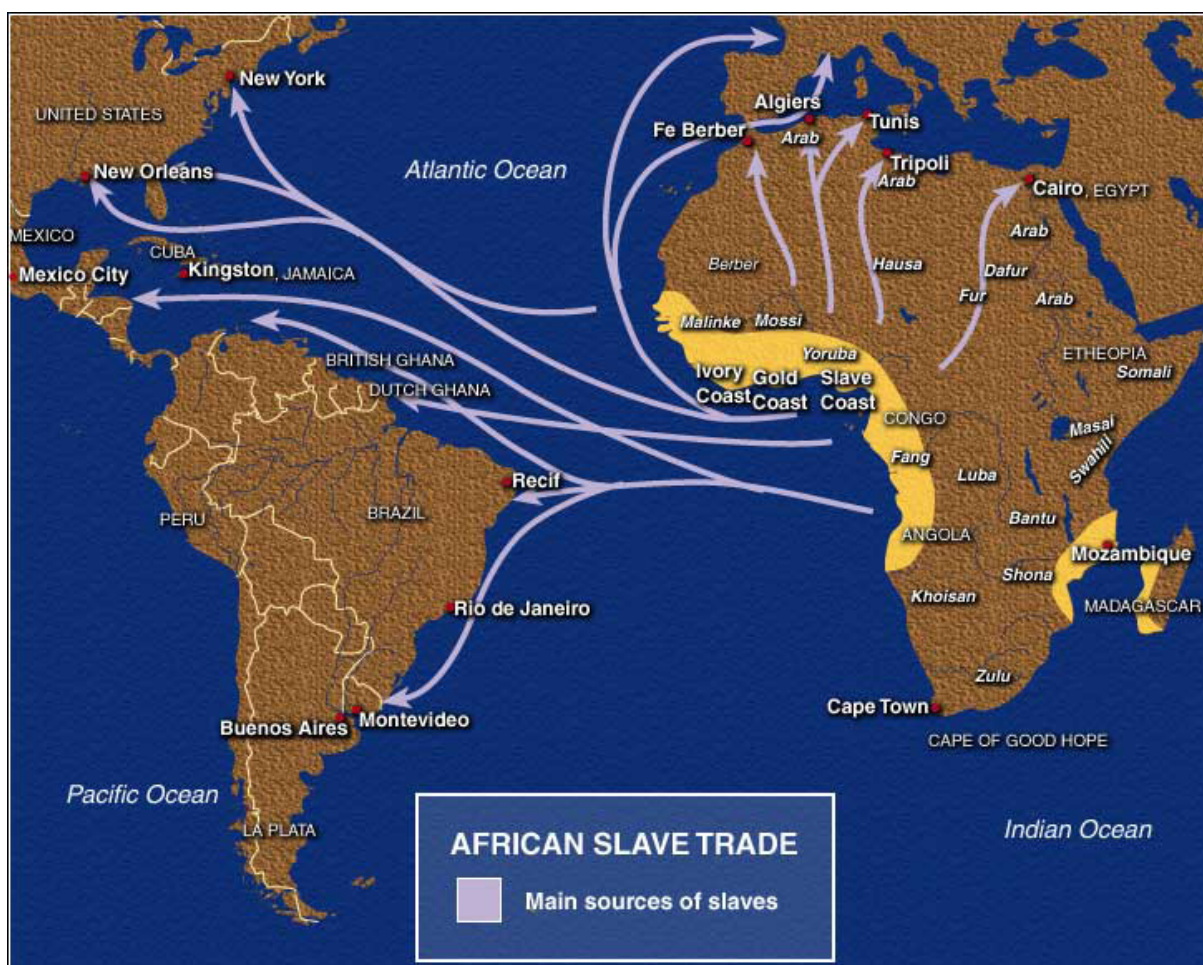 New York
UNITED STATES
Algiers
Fe Berber
Arab
Tunis
Atlantic Ocean
Tripoli
Arab
New Orleans
Cairo, EGYPT
MEXICO
CUBA
Arab
Mexico City
Kingston, JAMAICA
Berber
Hausa
Dafur
Fur
Arab
Malinke
Mossi
BRITISH GHANA
Yoruba
ETHEOPIA
Somali
DUTCH GHANA
Ivory
Coast
Gold
Coast
Slave
Coast
CONGO
Masai
Swahili
Fang
Luba
Recif
PERU
BRAZIL
Bantu
ANGOLA
Mozambique
Shona
Khoisan
MADAGASCAR
Rio de Janeiro
Zulu
Cape Town
Buenos Aires
Montevideo
CAPE OF GOOD HOPE
Pacific Ocean
LA PLATA
Indian Ocean
AFRICAN SLAVE TRADE
Main sources of slaves